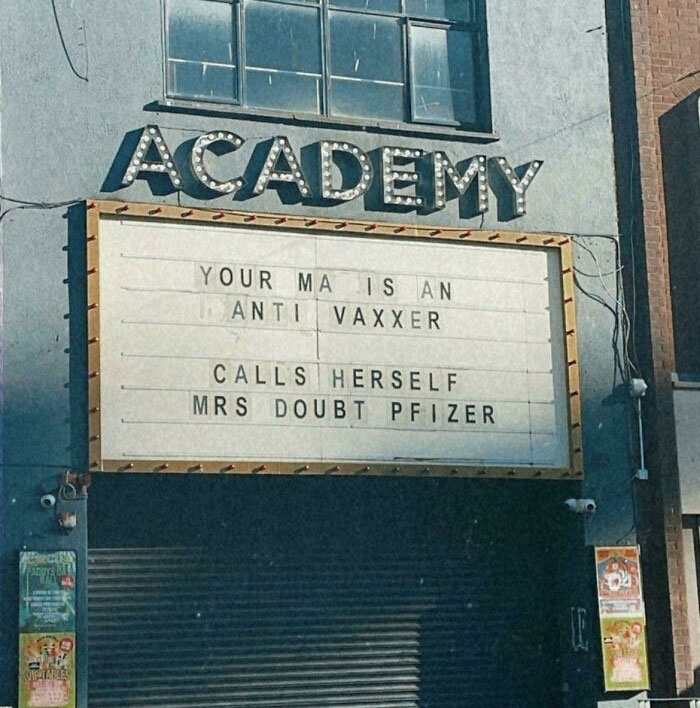 ACADEMY
YOUR MA IS AN
ANTI VAXXER
CALLS HERSELF
MRS DOUBT PFIZER